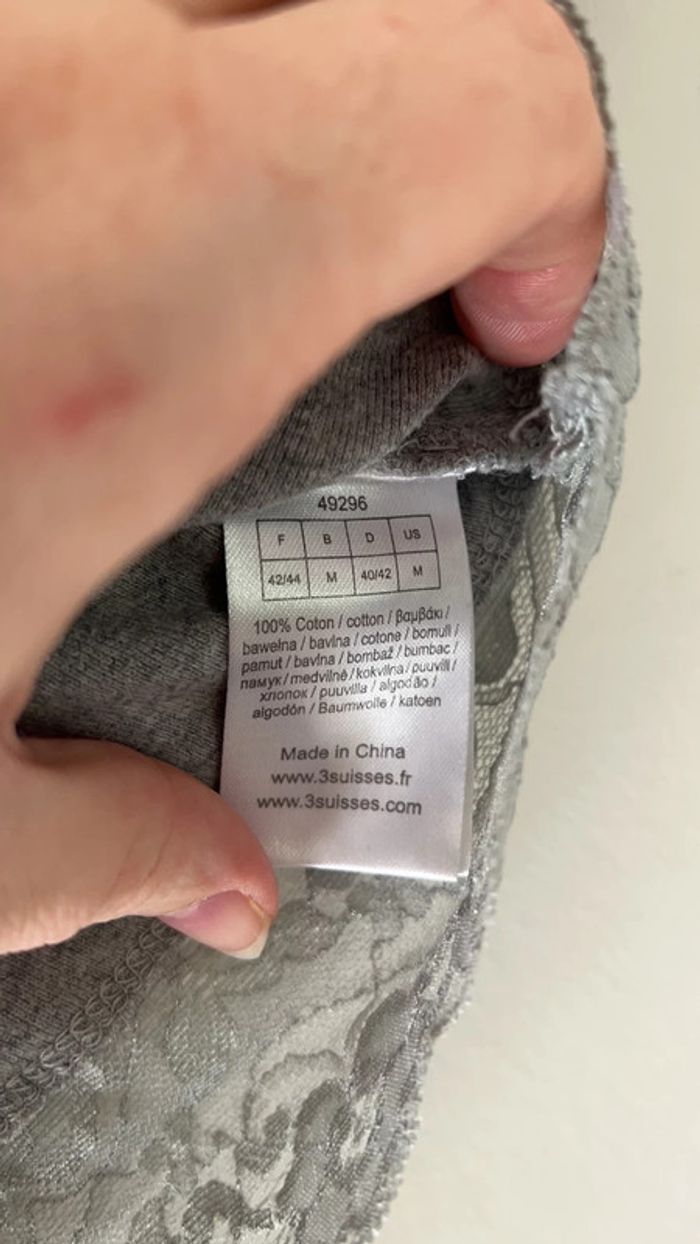 49296
F B D US
42/44 M 40/42 M
100% Coton / cotton / βαμβάκι /
bawełna / bavlna / cotone / bomull /
pamut / bavlna / bombaž / bumbac /
памук / medvilnė / kokvilna / puuvill /
хлопок / puuvilla / algodão /
algodón / Baumwolle / katoen
Made in China
www.3suisses.fr
www.3suisses.com